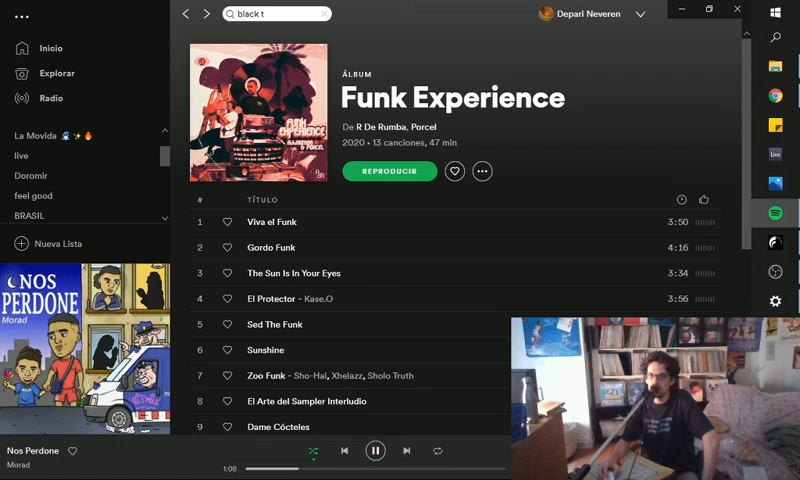 black t
Depari Neveren
Inicio
Explorar
Radio
La Movida
live
Doromir
feel good
BRASIL
Nueva Lista
NOS
PERDONE
Morad
Nos Perdone
Morad
ÁLBUM
Funk Experience
De R De Rumba, Porcel
2020 • 13 canciones, 47 min
REPRODUCIR
FUNK
EXPERIENCE
# TÍTULO
1 Viva el Funk 3:50
2 Gordo Funk 4:16
3 The Sun Is In Your Eyes 3:34
4 El Protector - Kase.O 3:56
5 Sed The Funk
6 Sunshine
7 Zoo Funk - Sho-Hai, Xhelazz, Sholo Truth
8 El Arte del Sampler Interludio
9 Dame Cócteles
1:08
Live